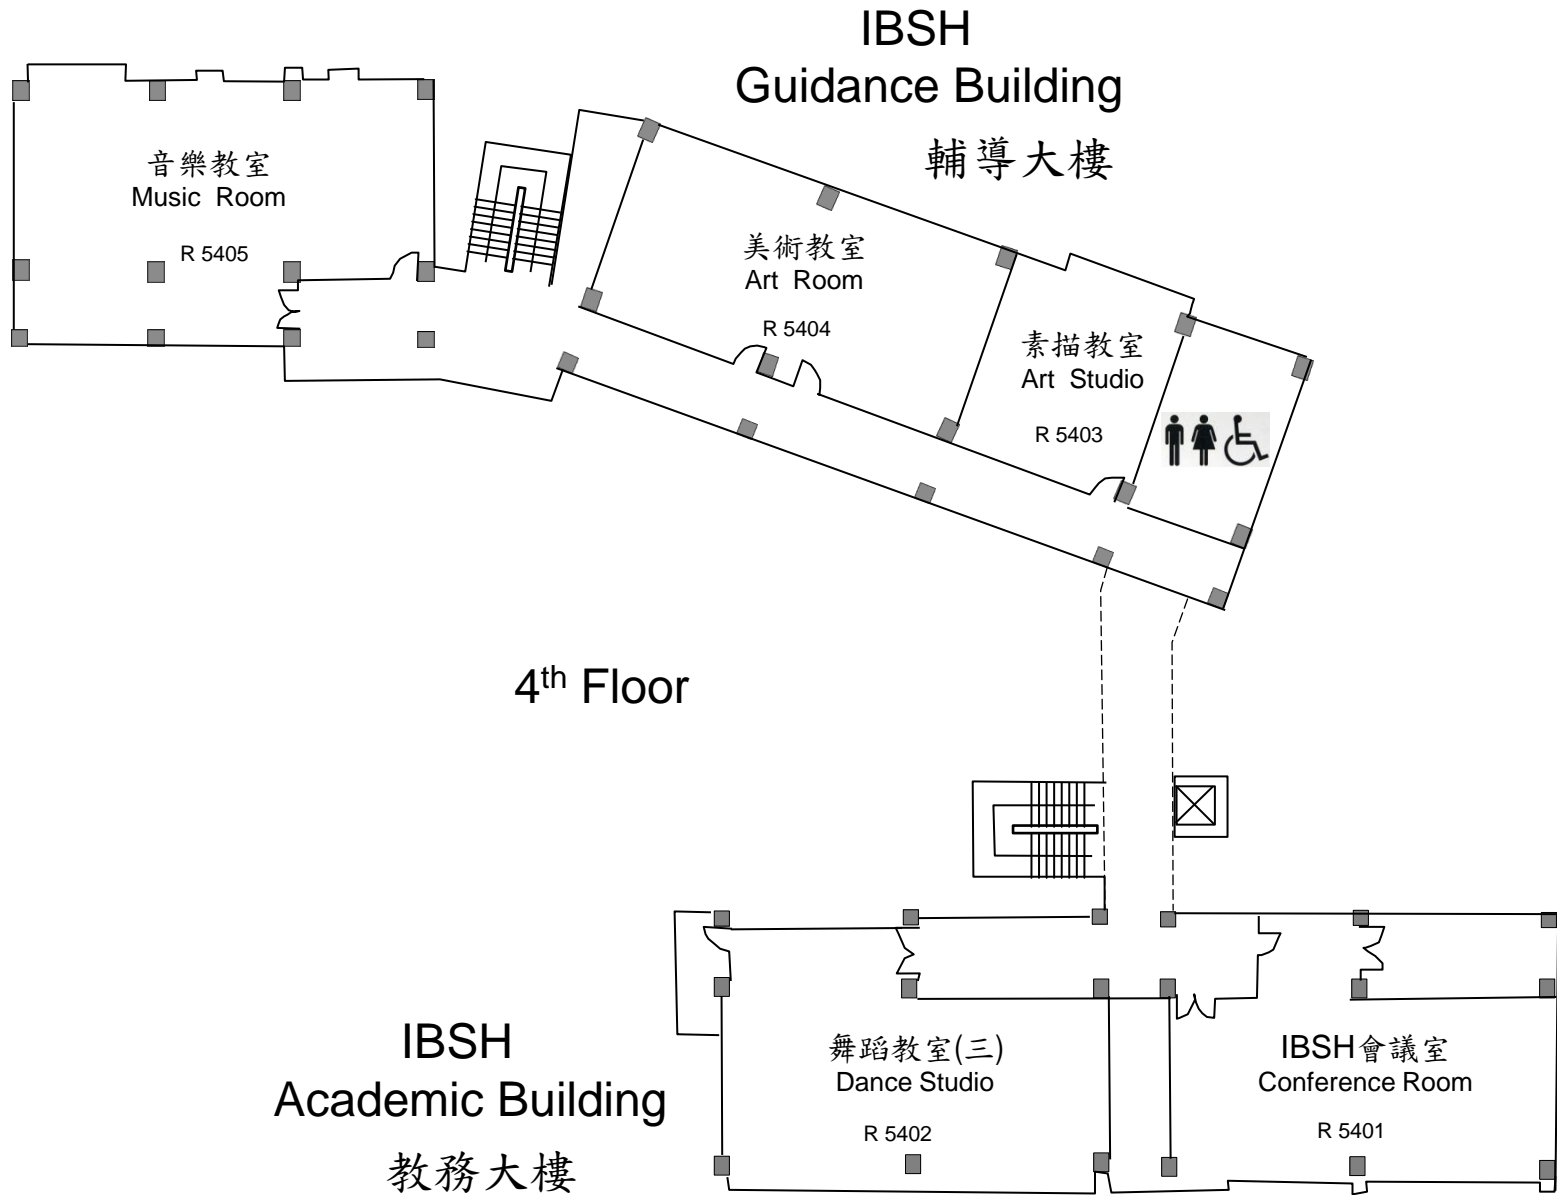 IBSH
Guidance Building
輔導大樓
音樂教室
Music Room
R 5405
美術教室
Art Room
R 5404
素描教室
Art Studio
R 5403
4th Floor
IBSH
Academic Building
教務大樓
舞蹈教室(三)
Dance Studio
R 5402
IBSH會議室
Conference Room
R 5401